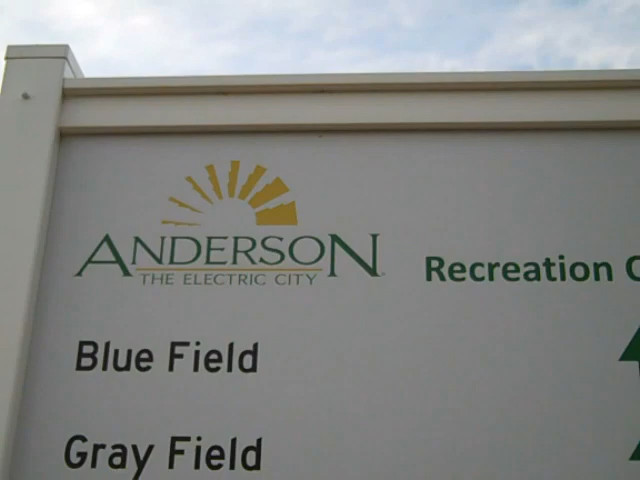 ANDERSON
THE ELECTRIC CITY
Recreation
Blue Field
Gray Field